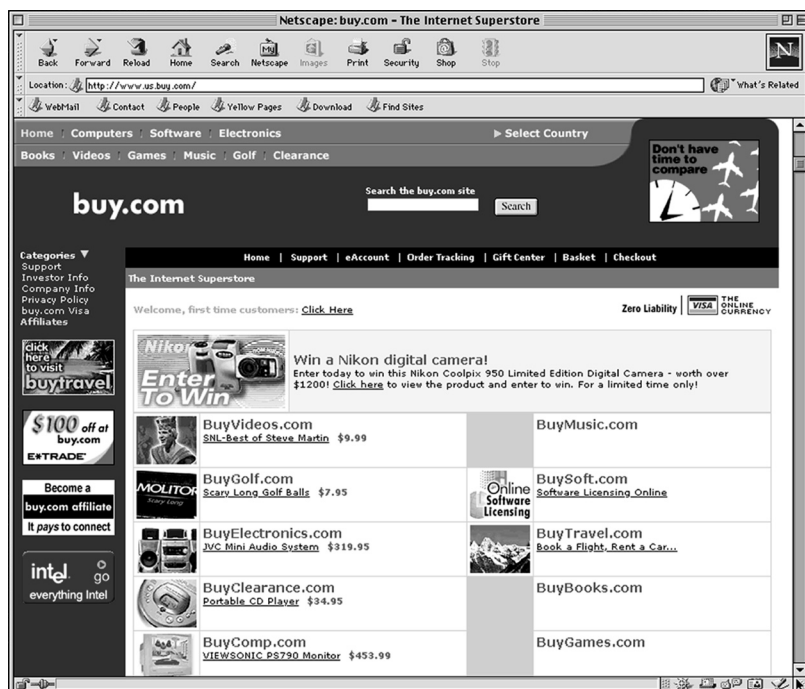 Netscape: buy.com - The Internet Superstore
Back Forward Reload Home Search Netscape Images Print Security Shop Stop
My
N
Location: http://www.us.buy.com/ What's Related
WebMail Contact People Yellow Pages Download Find Sites
Home Computers Software Electronics
Select Country
Books Videos Games Music Golf Clearance
Don't have
time to
compare
buy.com
Search the buy.com site
Search
Categories
Support
Investor Info
Company Info
Privacy Policy
buy.com Visa
Affiliates
Home | Support | eAccount | Order Tracking | Gift Center | Basket | Checkout
The Internet Superstore
Welcome, first time customers: Click Here
Zero Liability VISA THE
ONLINE
CURRENCY
click
here
to visit
buytravel
$100 off at
buy.com
E*TRADE
Become a
buy.com affiliate
It pays to connect
intel. go
everything Intel
Nikon
Enter
To Win
Win a Nikon digital camera!
Enter today to win this Nikon Coolpix 950 Limited Edition Digital Camera - worth over
$1200! Click here to view the product and enter to win. For a limited time only!
BuyVideos.com
SNL-Best of Steve Martin $9.99
BuyMusic.com
MOLITOR
Scary Long
BuyGolf.com
Scary Long Golf Balls $7.95
Online
Software
Licensing
BuySoft.com
Software Licensing Online
BuyElectronics.com
JVC Mini Audio System $319.95
BuyTravel.com
Book a Flight, Rent a Car...
BuyClearance.com
Portable CD Player $34.95
BuyBooks.com
BuyComp.com
VIEWSONIC PS790 Monitor $453.99
BuyGames.com